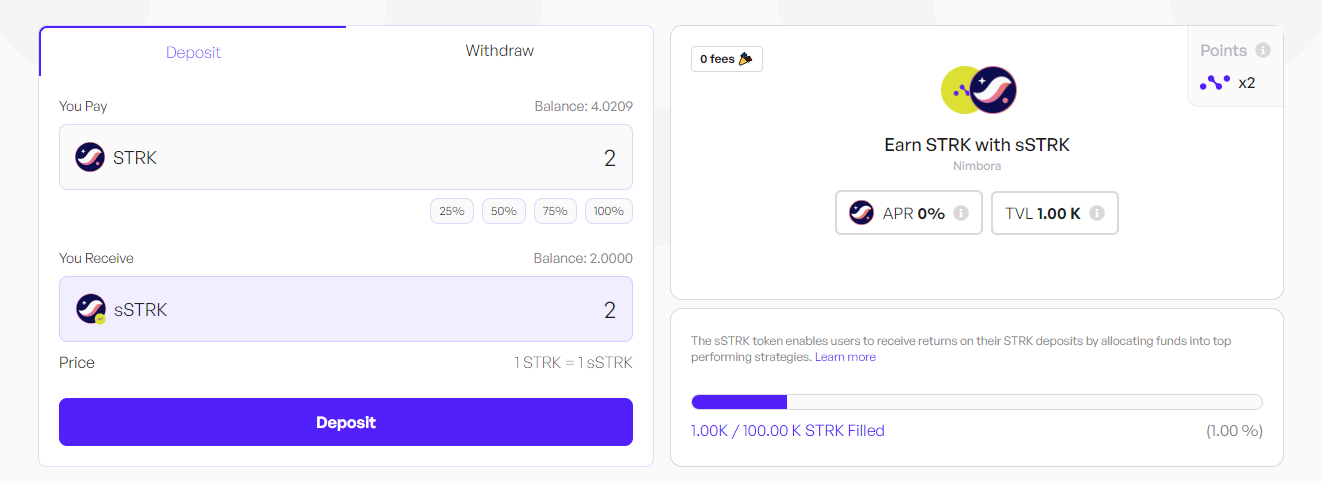 Deposit
Withdraw
You Pay
Balance: 4.0209
STRK
2
25%
50%
75%
100%
You Receive
Balance: 2.0000
sSTRK
2
Price
1 STRK = 1 sSTRK
Deposit
0 fees
Points
x2
Earn STRK with sSTRK
Nimbora
APR 0%
TVL 1.00 K
The sSTRK token enables users to receive returns on their STRK deposits by allocating funds into top
performing strategies. Learn more
1.00K / 100.00 K STRK Filled
(1.00 %)